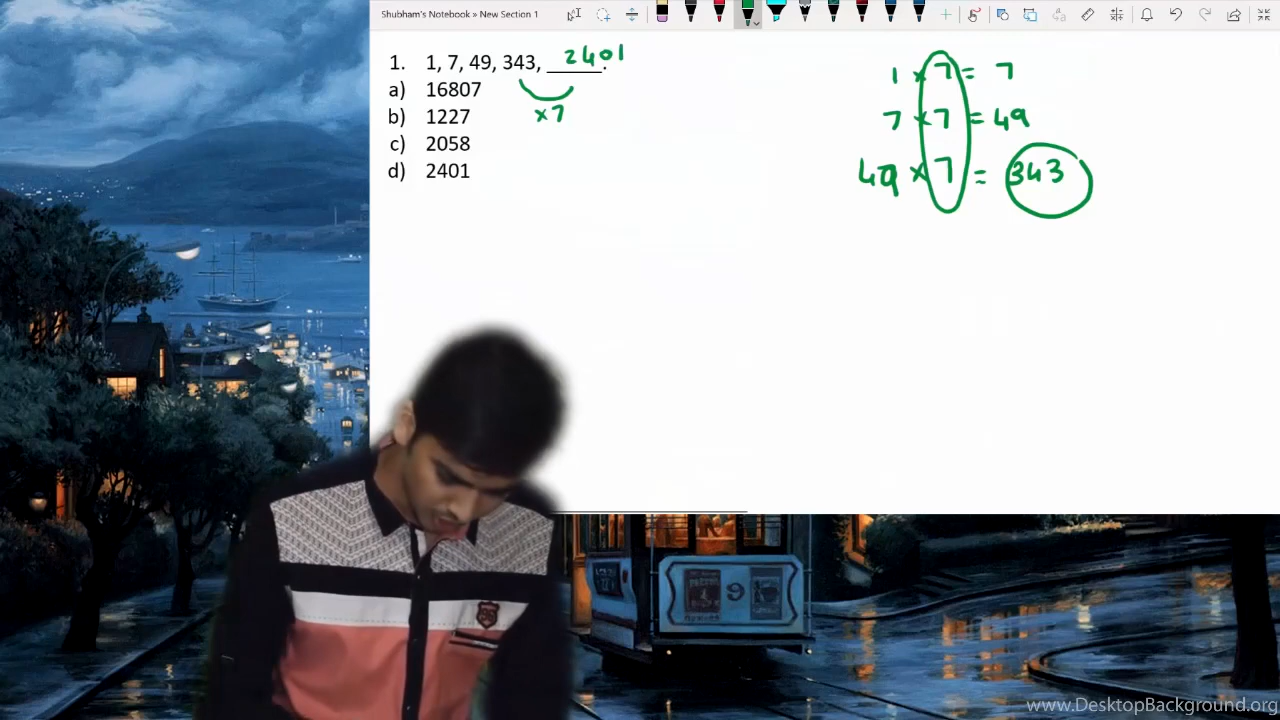 Shubham's Notebook » New Section 1
1. 1, 7, 49, 343, 2401.
×7
a) 16807
b) 1227
c) 2058
d) 2401
1 × 7 = 7
7 × 7 = 49
49 × 7 = 343
9
www.DesktopBackground.org